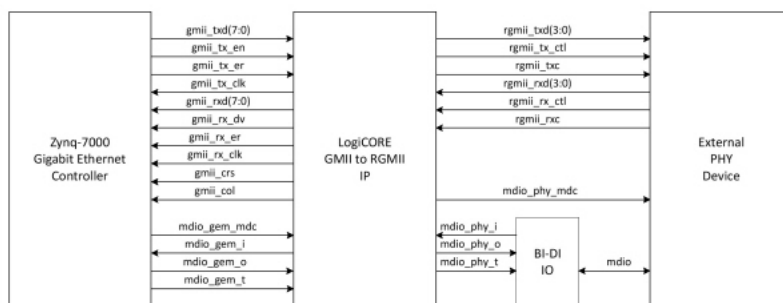 gmii_txd(7:0)
gmii_tx_en
gmii_tx_er
gmii_tx_clk
gmii_rxd(7:0)
gmii_rx_dv
gmii_rx_er
gmii_rx_clk
gmii_crs
gmii_col
mdio_gem_mdc
mdio_gem_i
mdio_gem_o
mdio_gem_t
Zynq-7000
Gigabit Ethernet
Controller
LogiCORE
GMII to RGMII
IP
rgmii_txd(3:0)
rgmii_tx_ctl
rgmii_txc
rgmii_rxd(3:0)
rgmii_rx_ctl
rgmii_rxc
mdio_phy_mdc
mdio_phy_i
mdio_phy_o
mdio_phy_t
BI-DI
IO
mdio
External
PHY
Device